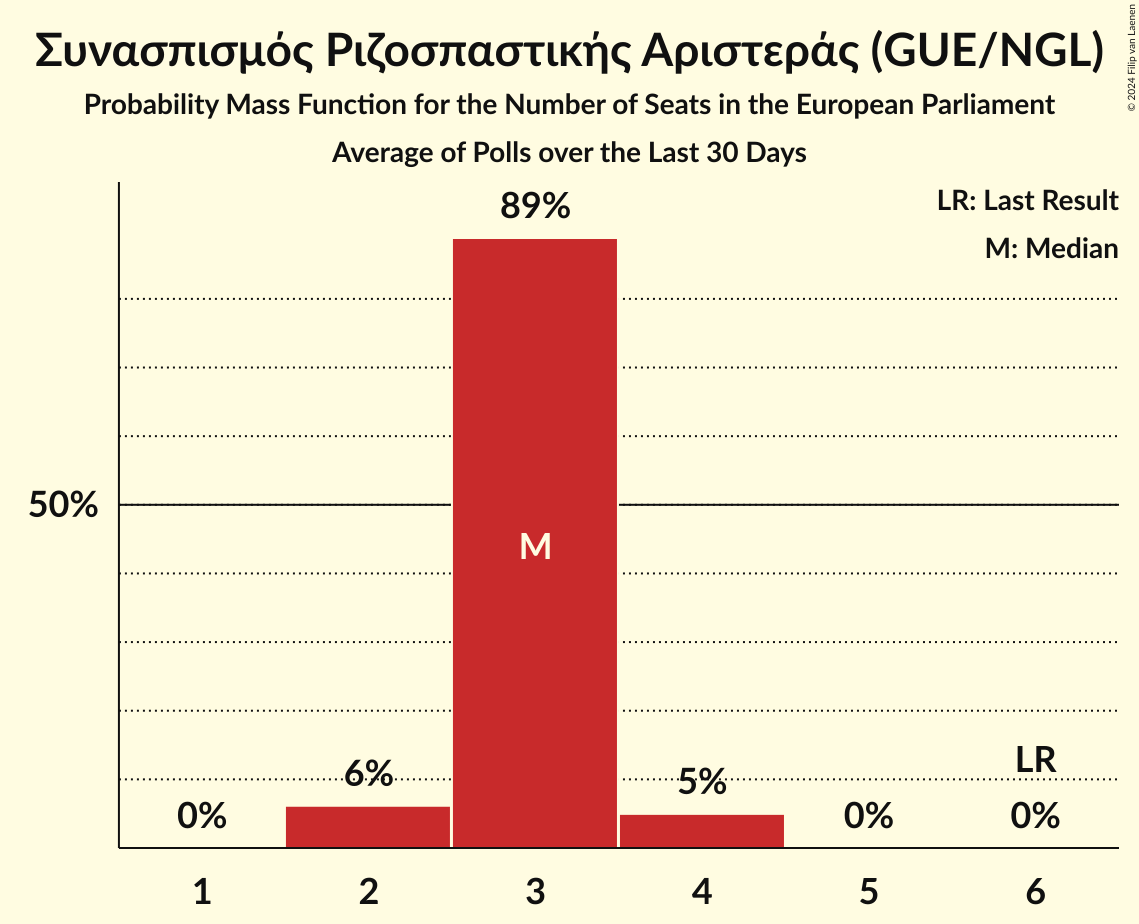 Συνασπισμός Ριζοσπαστικής Αριστεράς (GUE/NGL)
Probability Mass Function for the Number of Seats in the European Parliament
Average of Polls over the Last 30 Days
© 2024 Filip van Laenen
LR: Last Result
M: Median
89%
50%
M
6%
5%
LR
0%
0%
0%
1 2 3 4 5 6